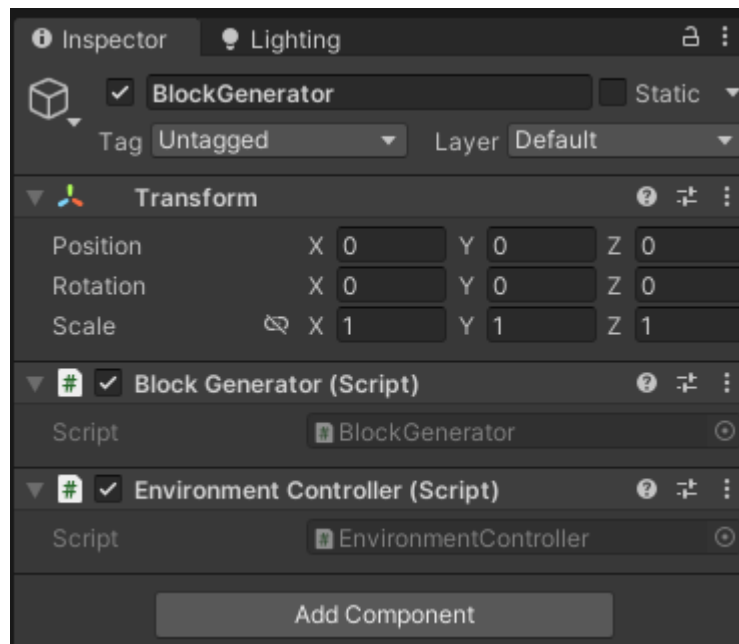 Inspector Lighting
BlockGenerator Static
Tag Untagged Layer Default
Transform
Position X 0 Y 0 Z 0
Rotation X 0 Y 0 Z 0
Scale X 1 Y 1 Z 1
# Block Generator (Script)
Script # BlockGenerator
# Environment Controller (Script)
Script # EnvironmentController
Add Component